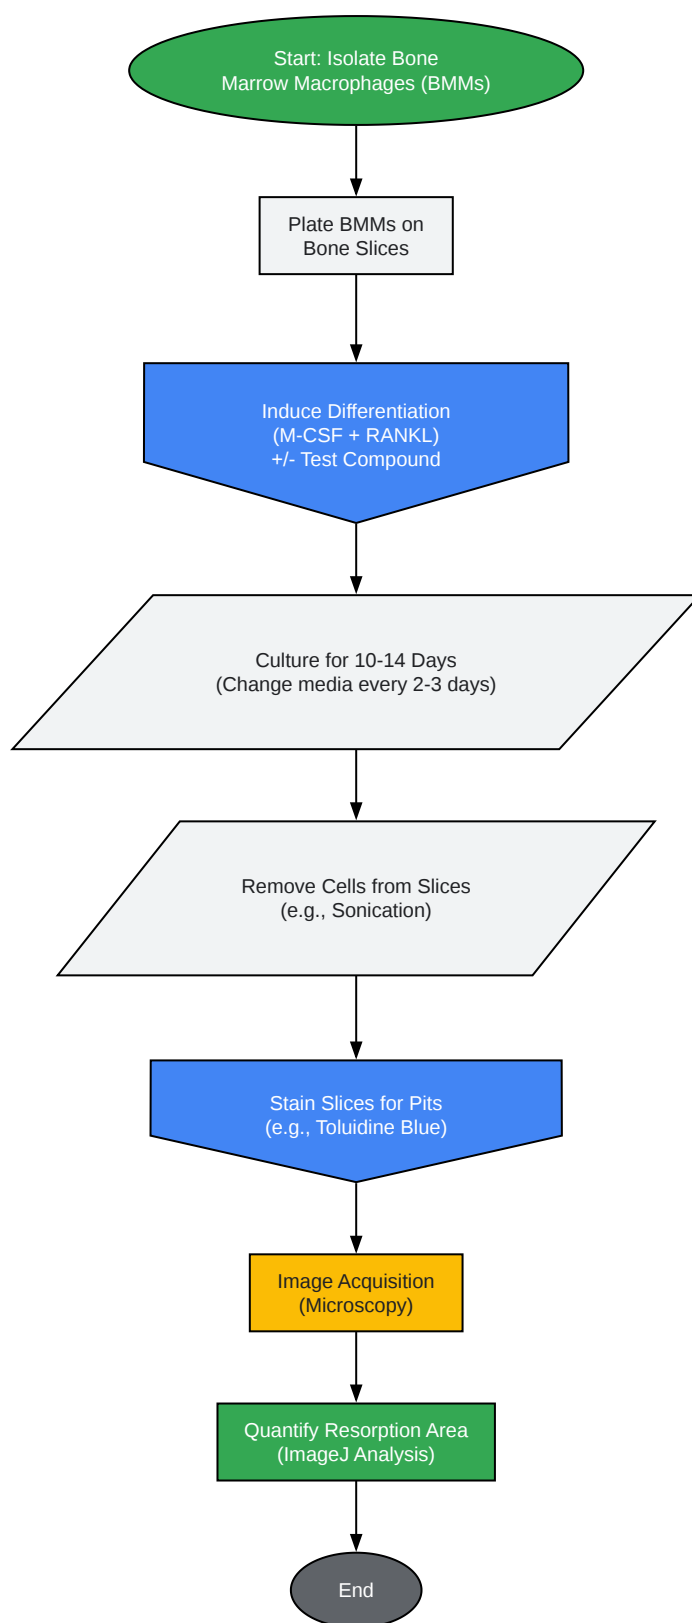 Start: Isolate Bone
Marrow Macrophages (BMMs)
Plate BMMs on
Bone Slices
Induce Differentiation
(M-CSF + RANKL)
+/- Test Compound
Culture for 10-14 Days
(Change media every 2-3 days)
Remove Cells from Slices
(e.g., Sonication)
Stain Slices for Pits
(e.g., Toluidine Blue)
Image Acquisition
(Microscopy)
Quantify Resorption Area
(ImageJ Analysis)
End